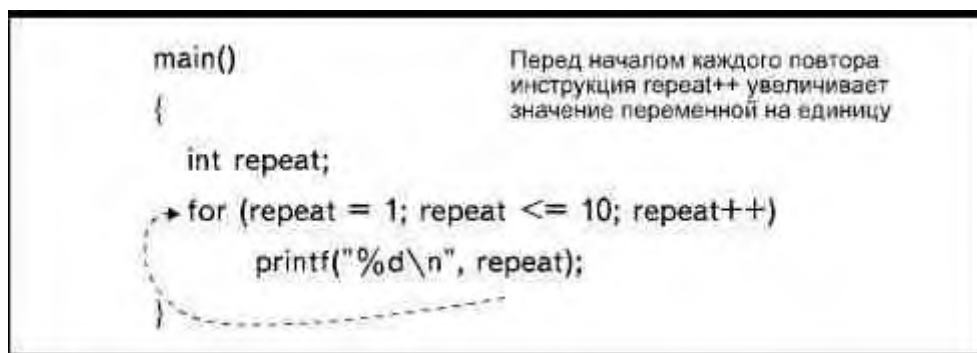 main()
Перед началом каждого повтора
инструкция repeat++ увеличивает
значение переменной на единицу
{
int repeat;
for (repeat = 1; repeat <= 10; repeat++)
printf("%d\n", repeat);
}